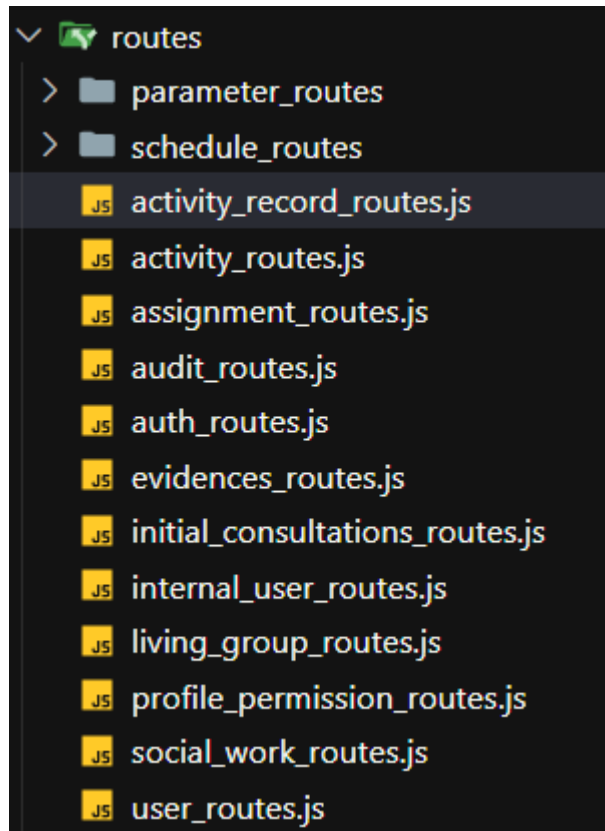 routes
parameter_routes
schedule_routes
JS activity_record_routes.js
JS activity_routes.js
JS assignment_routes.js
JS audit_routes.js
JS auth_routes.js
JS evidences_routes.js
JS initial_consultations_routes.js
JS internal_user_routes.js
JS living_group_routes.js
JS profile_permission_routes.js
JS social_work_routes.js
JS user_routes.js